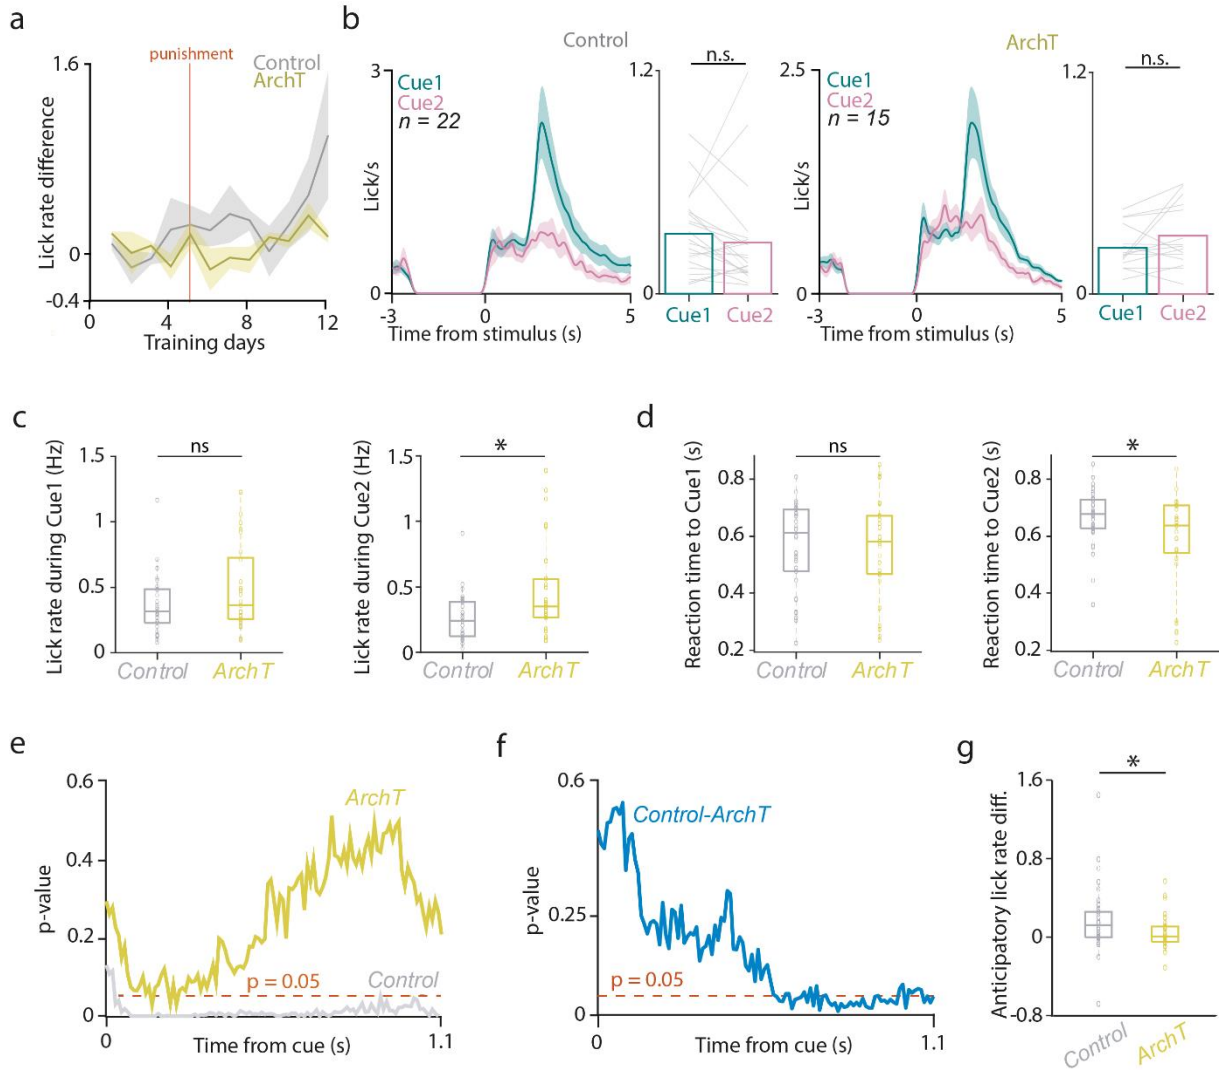 a
punishment
Control
ArchT
1.6
0
-0.4
Lick rate difference
0
4
8
12
Training days
b
Control
3
0
Lick/s
Cue1
Cue2
n = 22
-3
0
5
Time from stimulus (s)
n.s.
1.2
0
Cue1
Cue2
ArchT
2.5
0
Lick/s
Cue1
Cue2
n = 15
-3
0
5
Time from stimulus (s)
n.s.
1.2
0
Cue1
Cue2
c
Lick rate during Cue1 (Hz)
1.5
1
0.5
0
ns
Control
ArchT
Lick rate during Cue2 (Hz)
1.5
1
0.5
0
*
Control
ArchT
d
Reaction time to Cue1 (s)
0.8
0.6
0.4
0.2
ns
Control
ArchT
Reaction time to Cue2 (s)
0.8
0.6
0.4
0.2
*
Control
ArchT
e
0.6
0.4
0.2
0
p-value
ArchT
Control
p = 0.05
0
1.1
Time from cue (s)
f
0.6
0.25
0
p-value
Control-ArchT
p = 0.05
0
1.1
Time from cue (s)
g
*
1.6
0.8
0
-0.8
Anticipatory lick rate diff.
Control
ArchT